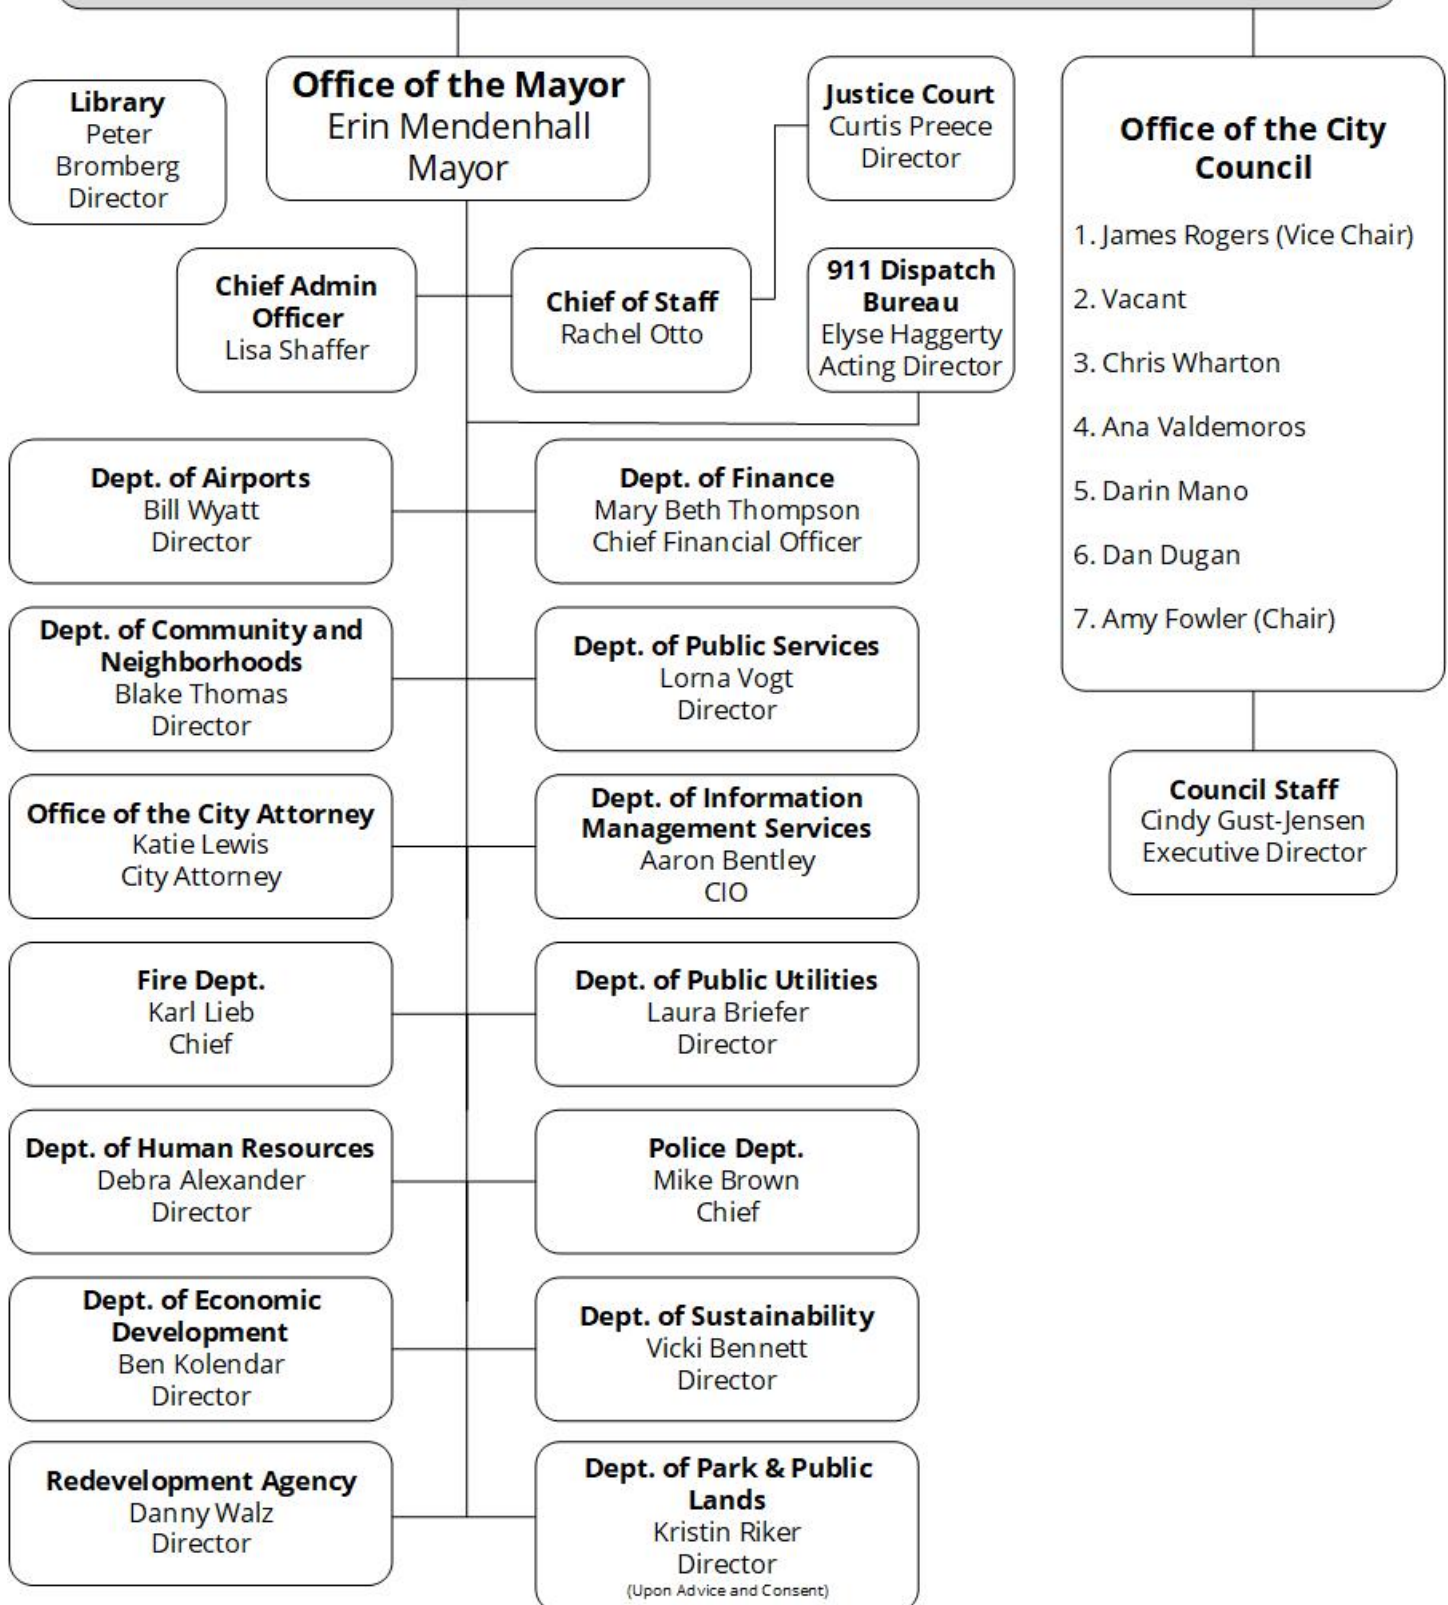 Office of the Mayor
Erin Mendenhall
Mayor
Library
Peter
Bromberg
Director
Justice Court
Curtis Preece
Director
Chief Admin
Officer
Lisa Shaffer
Chief of Staff
Rachel Otto
911 Dispatch
Bureau
Elyse Haggerty
Acting Director
Dept. of Airports
Bill Wyatt
Director
Dept. of Finance
Mary Beth Thompson
Chief Financial Officer
Dept. of Community and
Neighborhoods
Blake Thomas
Director
Dept. of Public Services
Lorna Vogt
Director
Office of the City Attorney
Katie Lewis
City Attorney
Dept. of Information
Management Services
Aaron Bentley
CIO
Fire Dept.
Karl Lieb
Chief
Dept. of Public Utilities
Laura Briefer
Director
Dept. of Human Resources
Debra Alexander
Director
Police Dept.
Mike Brown
Chief
Dept. of Economic
Development
Ben Kolendar
Director
Dept. of Sustainability
Vicki Bennett
Director
Redevelopment Agency
Danny Walz
Director
Dept. of Park & Public
Lands
Kristin Riker
Director
(Upon Advice and Consent)
Office of the City
Council
1. James Rogers (Vice Chair)
2. Vacant
3. Chris Wharton
4. Ana Valdemoros
5. Darin Mano
6. Dan Dugan
7. Amy Fowler (Chair)
Council Staff
Cindy Gust-Jensen
Executive Director